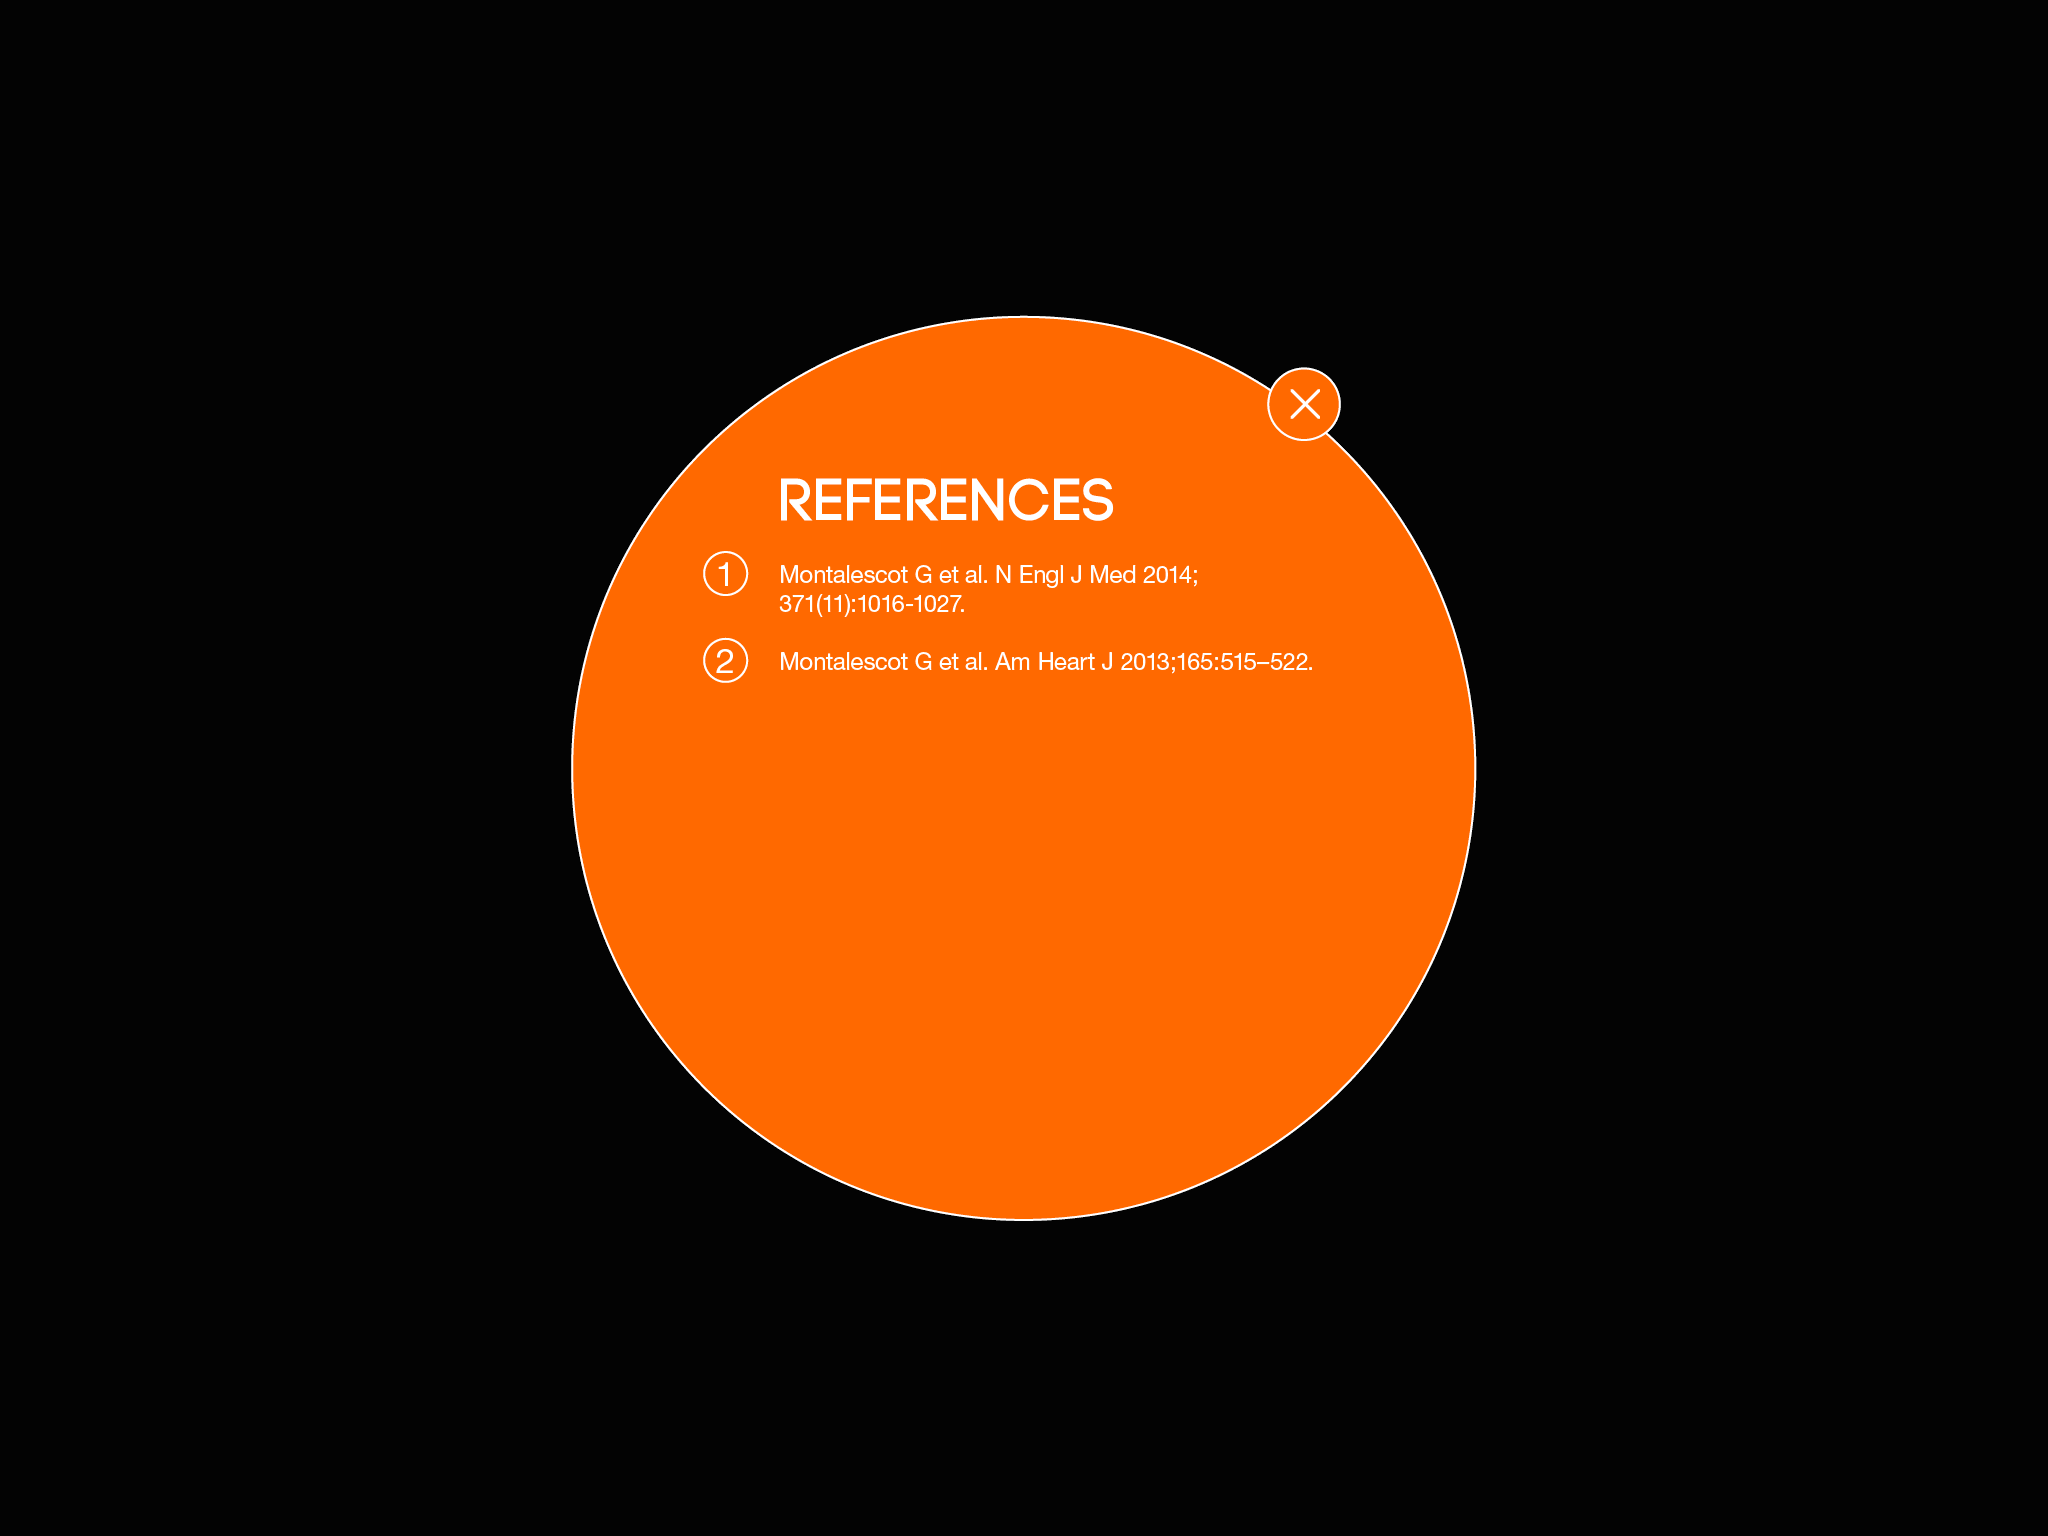 REFERENCES
1 Montalescot G et al. N Engl J Med 2014;
371(11):1016-1027.
2 Montalescot G et al. Am Heart J 2013;165:515–522.